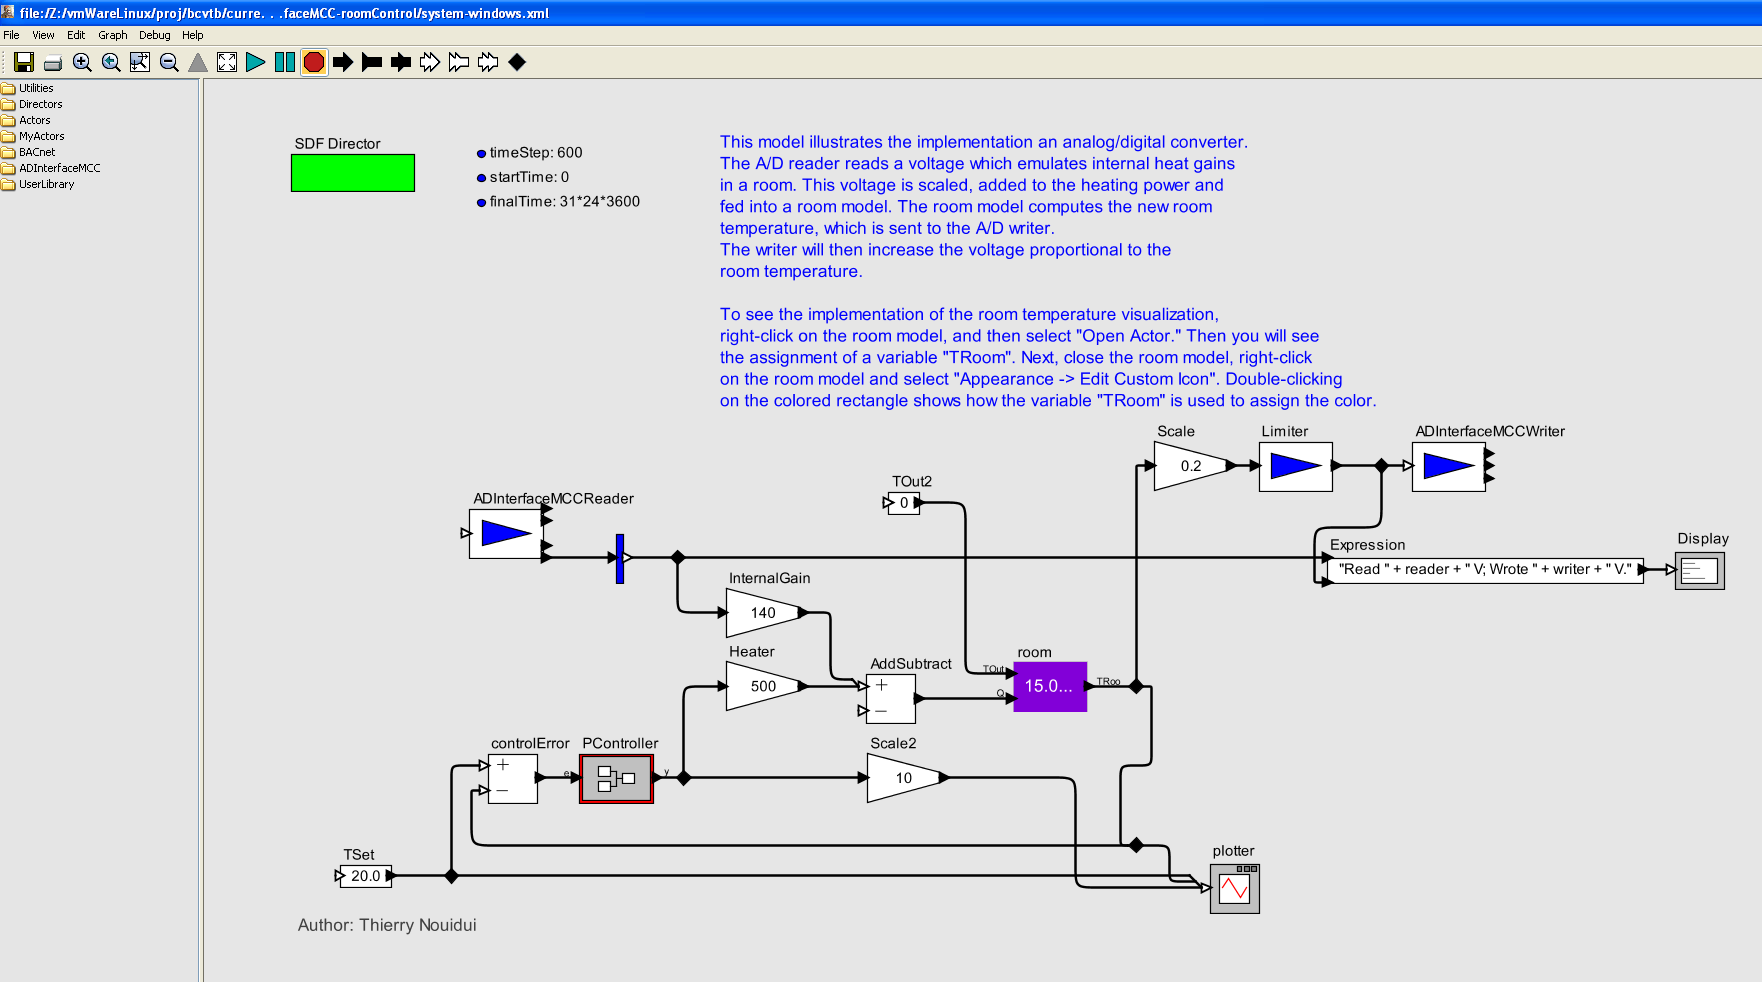 file:/Z:/vmWareLinux/proj/bcvtb/curre. . .faceMCC-roomControl/system-windows.xml
File View Edit Graph Debug Help
Utilities
Directors
Actors
MyActors
BACnet
ADInterfaceMCC
UserLibrary
SDF Director
timeStep: 600
startTime: 0
finalTime: 31*24*3600
This model illustrates the implementation an analog/digital converter.
The A/D reader reads a voltage which emulates internal heat gains
in a room. This voltage is scaled, added to the heating power and
fed into a room model. The room model computes the new room
temperature, which is sent to the A/D writer.
The writer will then increase the voltage proportional to the
room temperature.
To see the implementation of the room temperature visualization,
right-click on the room model, and then select "Open Actor." Then you will see
the assignment of a variable "TRoom". Next, close the room model, right-click
on the room model and select "Appearance -> Edit Custom Icon". Double-clicking
on the colored rectangle shows how the variable "TRoom" is used to assign the color.
Scale
0.2
Limiter
ADInterfaceMCCWriter
TOut2
0
ADInterfaceMCCReader
Expression
"Read " + reader + " V; Wrote " + writer + " V."
Display
InternalGain
140
Heater
500
AddSubtract
+
−
room
TOut
Q
15.0...
TRoo
controlError
+
−
e
PController
y
Scale2
10
TSet
20.0
plotter
Author: Thierry Nouidui